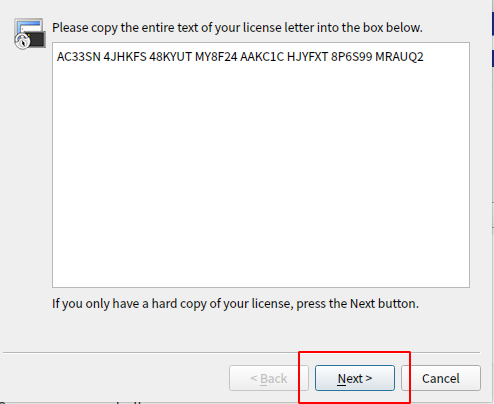 Please copy the entire text of your license letter into the box below.
AC33SN 4JHKFS 48KYUT MY8F24 AAKC1C HJYFXT 8P6S99 MRAUQ2
If you only have a hard copy of your license, press the Next button.
< Back
Next >
Cancel